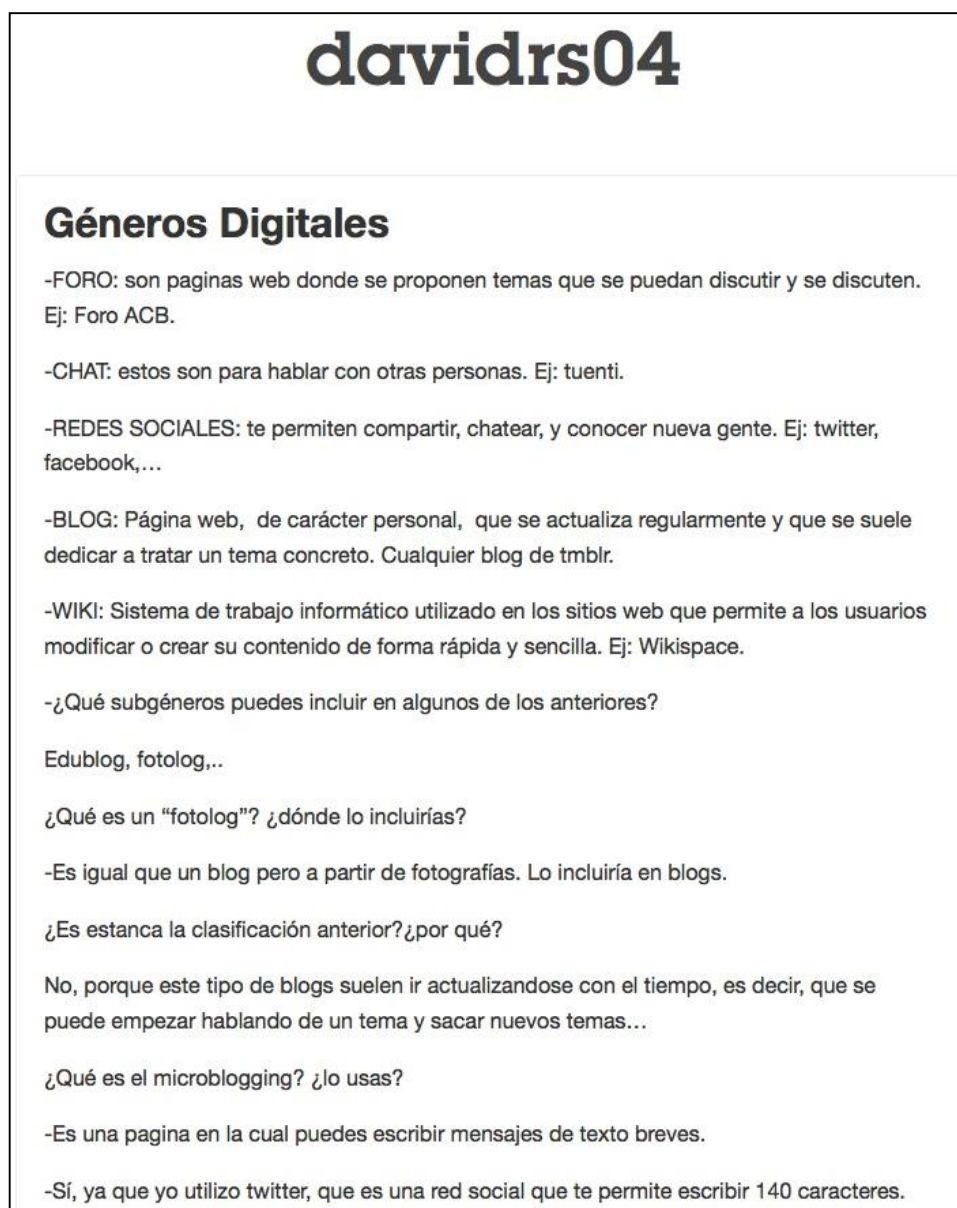 davidrs04
Géneros Digitales
-FORO: son paginas web donde se proponen temas que se puedan discutir y se discuten.
Ej: Foro ACB.
-CHAT: estos son para hablar con otras personas. Ej: tuenti.
-REDES SOCIALES: te permiten compartir, chatear, y conocer nueva gente. Ej: twitter,
facebook,…
-BLOG: Página web,  de carácter personal,  que se actualiza regularmente y que se suele
dedicar a tratar un tema concreto. Cualquier blog de tmblr.
-WIKI: Sistema de trabajo informático utilizado en los sitios web que permite a los usuarios
modificar o crear su contenido de forma rápida y sencilla. Ej: Wikispace.
-¿Qué subgéneros puedes incluir en algunos de los anteriores?
Edublog, fotolog,..
¿Qué es un “fotolog”? ¿dónde lo incluirías?
-Es igual que un blog pero a partir de fotografías. Lo incluiría en blogs.
¿Es estanca la clasificación anterior?¿por qué?
No, porque este tipo de blogs suelen ir actualizandose con el tiempo, es decir, que se
puede empezar hablando de un tema y sacar nuevos temas…
¿Qué es el microblogging? ¿lo usas?
-Es una pagina en la cual puedes escribir mensajes de texto breves.
-Sí, ya que yo utilizo twitter, que es una red social que te permite escribir 140 caracteres.